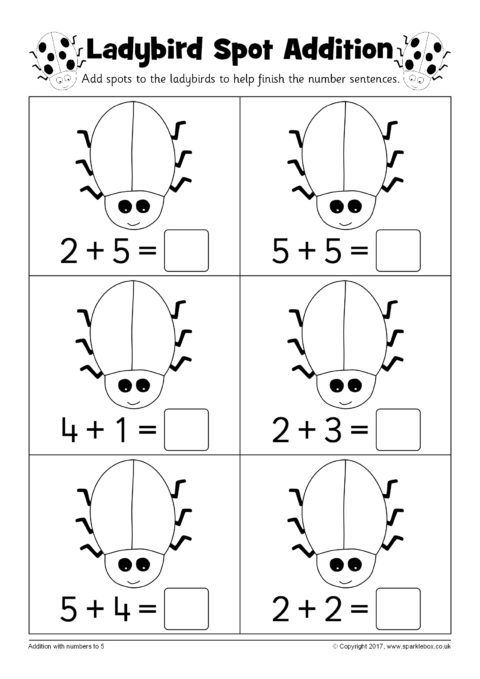 Ladybird Spot Addition
Add spots to the ladybirds to help finish the number sentences.
2 + 5 =
5 + 5 =
4 + 1 =
2 + 3 =
5 + 4 =
2 + 2 =
Addition with numbers to 5
© Copyright 2017, www.sparklebox.co.uk